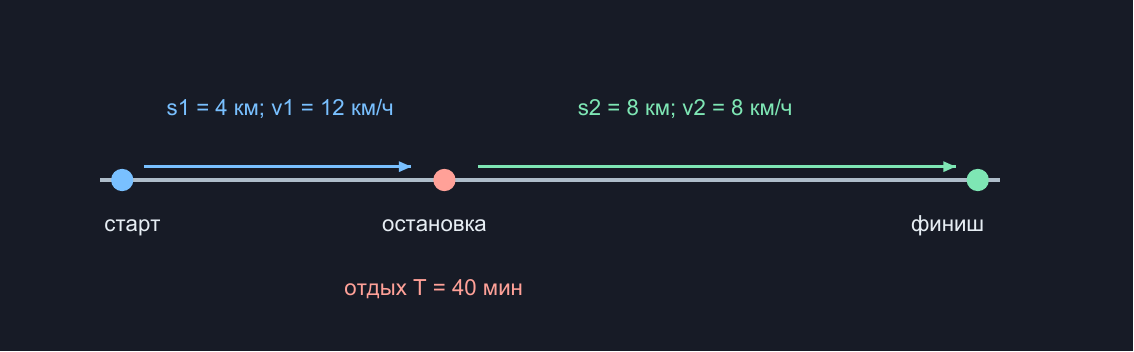 s1 = 4 км; v1 = 12 км/ч
s2 = 8 км; v2 = 8 км/ч
старт
остановка
финиш
отдых T = 40 мин